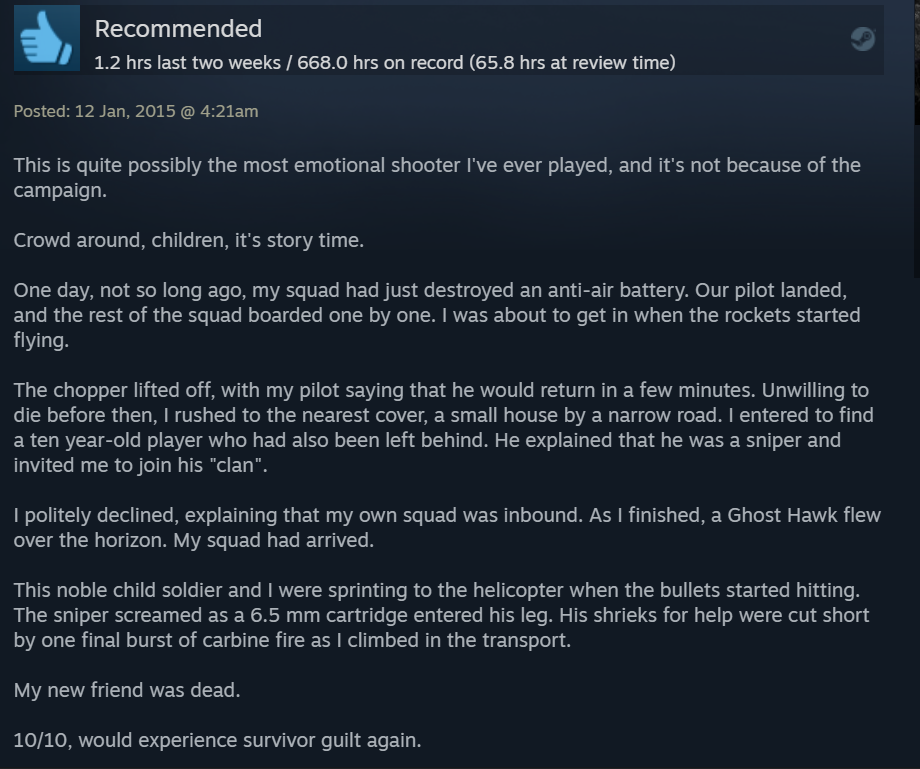 Recommended
1.2 hrs last two weeks / 668.0 hrs on record (65.8 hrs at review time)
Posted: 12 Jan, 2015 @ 4:21am
This is quite possibly the most emotional shooter I've ever played, and it's not because of the
campaign.
Crowd around, children, it's story time.
One day, not so long ago, my squad had just destroyed an anti-air battery. Our pilot landed,
and the rest of the squad boarded one by one. I was about to get in when the rockets started
flying.
The chopper lifted off, with my pilot saying that he would return in a few minutes. Unwilling to
die before then, I rushed to the nearest cover, a small house by a narrow road. I entered to find
a ten year-old player who had also been left behind. He explained that he was a sniper and
invited me to join his "clan".
I politely declined, explaining that my own squad was inbound. As I finished, a Ghost Hawk flew
over the horizon. My squad had arrived.
This noble child soldier and I were sprinting to the helicopter when the bullets started hitting.
The sniper screamed as a 6.5 mm cartridge entered his leg. His shrieks for help were cut short
by one final burst of carbine fire as I climbed in the transport.
My new friend was dead.
10/10, would experience survivor guilt again.